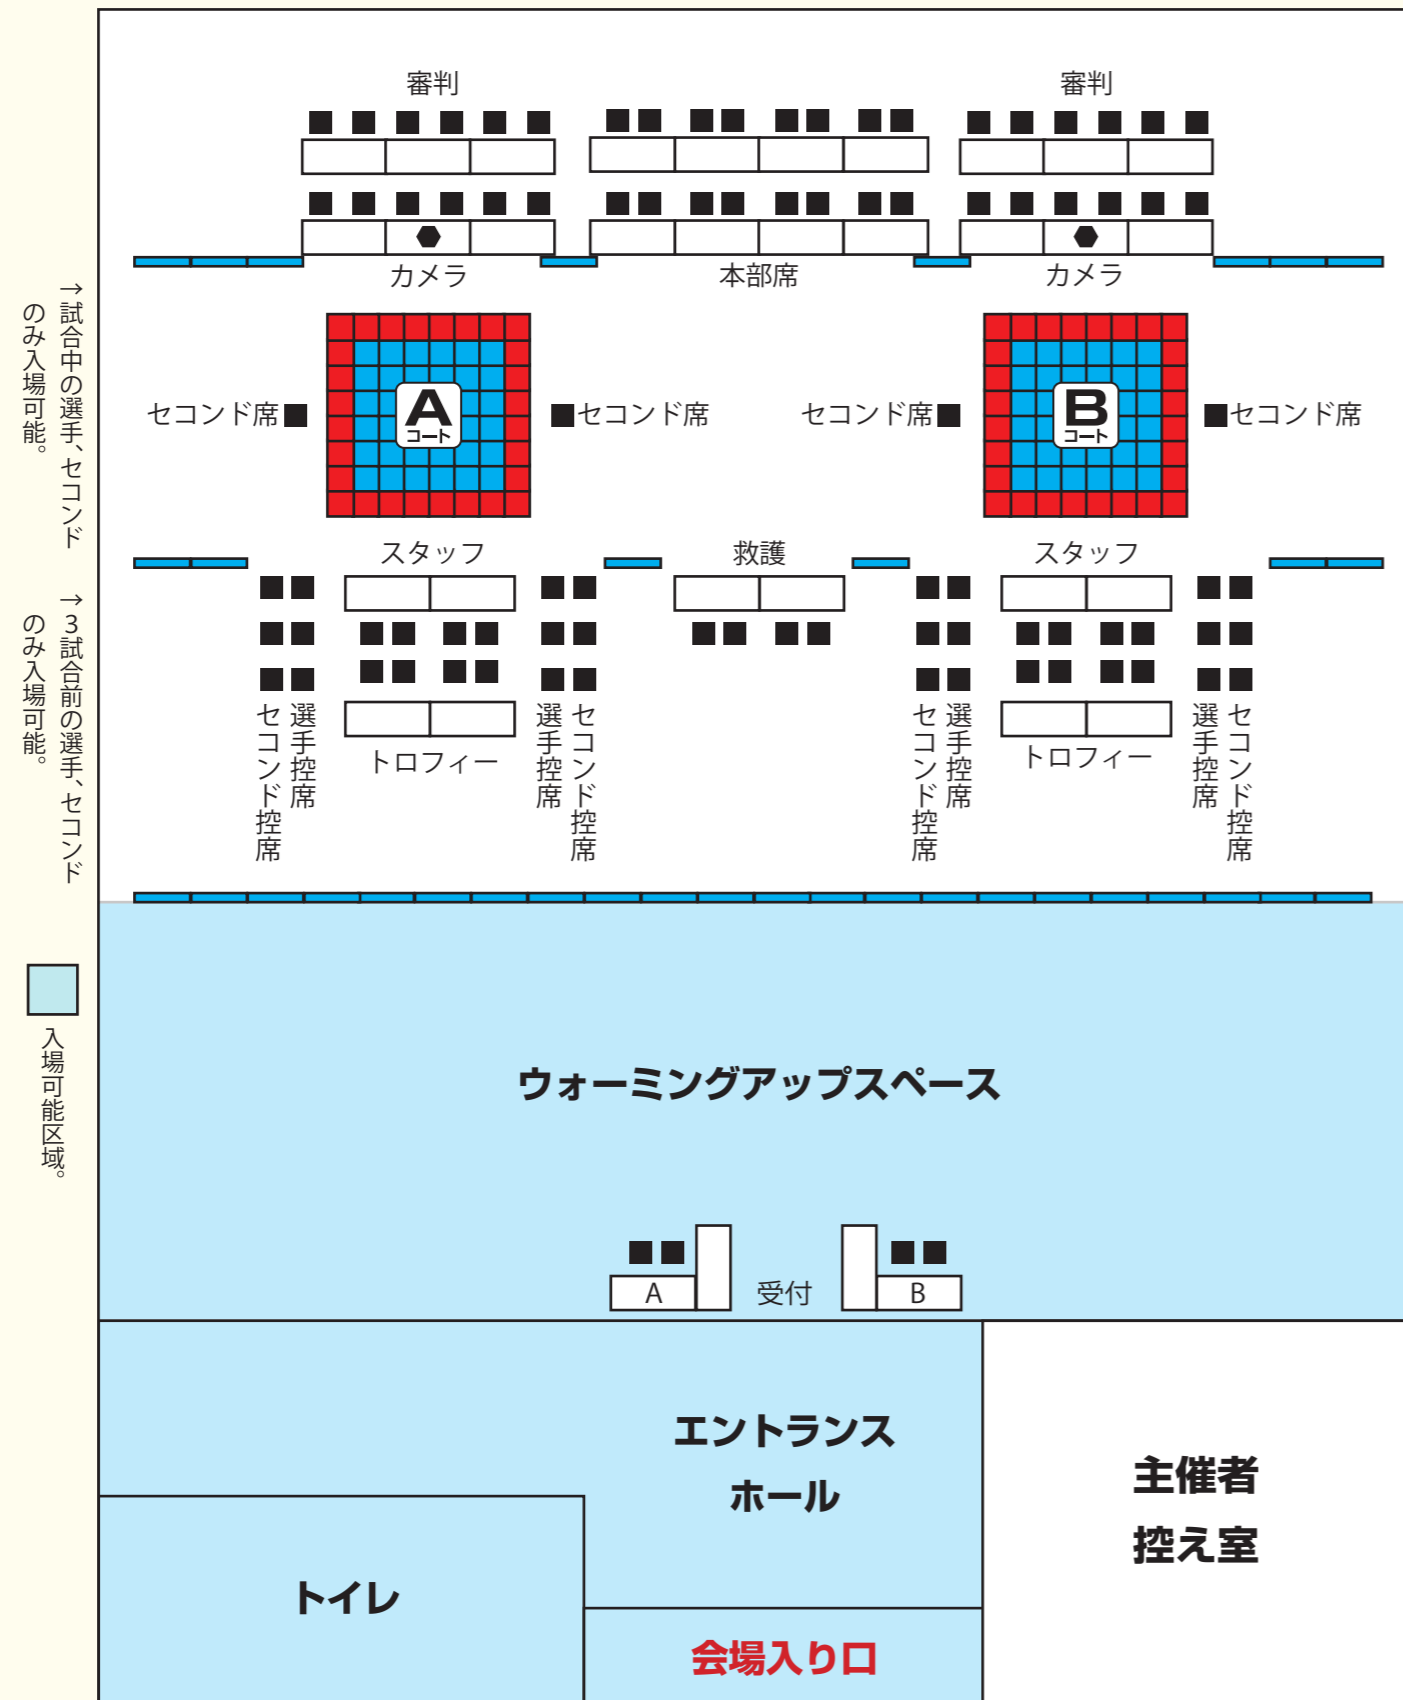 審判
審判
カメラ
本部席
カメラ
→試合中の選手、セコンド
のみ入場可能。
セコンド席
A
コート
セコンド席
セコンド席
B
コート
セコンド席
スタッフ
救護
スタッフ
→3試合前の選手、セコンド
のみ入場可能。
セコンド控席
選手控席
トロフィー
選手控席
セコンド控席
セコンド控席
選手控席
トロフィー
選手控席
セコンド控席
入場可能区域。
ウォーミングアップスペース
A
受付
B
エントランス
ホール
主催者
控え室
トイレ
会場入り口